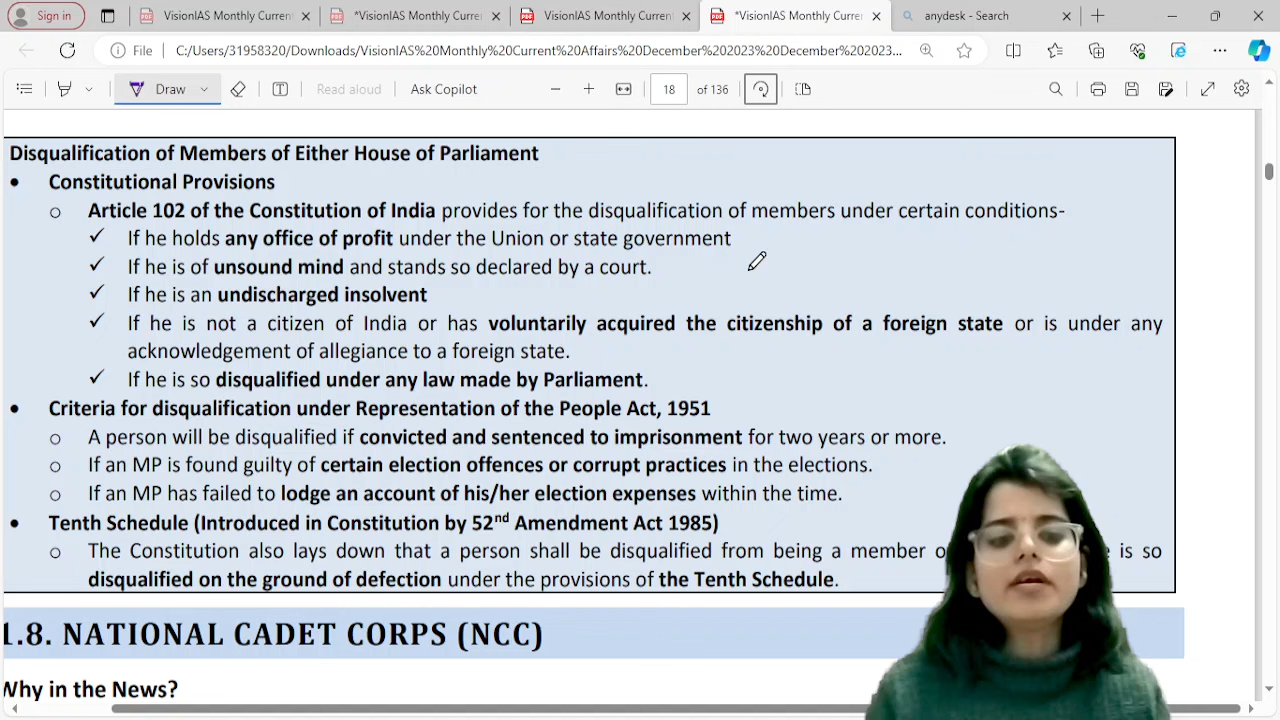 Sign in
VisionIAS Monthly Current
*VisionIAS Monthly Curre
VisionIAS Monthly Current
*VisionIAS Monthly Curre
anydesk - Search
File
C:/Users/31958320/Downloads/VisionIAS%20Monthly%20Current%20Affairs%20December%202023%20December%202023...
Draw
Read aloud
Ask Copilot
18 of 136
Disqualification of Members of Either House of Parliament
• Constitutional Provisions
o Article 102 of the Constitution of India provides for the disqualification of members under certain conditions-
✓ If he holds any office of profit under the Union or state government
✓ If he is of unsound mind and stands so declared by a court.
✓ If he is an undischarged insolvent
✓ If he is not a citizen of India or has voluntarily acquired the citizenship of a foreign state or is under any
acknowledgement of allegiance to a foreign state.
✓ If he is so disqualified under any law made by Parliament.
• Criteria for disqualification under Representation of the People Act, 1951
o A person will be disqualified if convicted and sentenced to imprisonment for two years or more.
o If an MP is found guilty of certain election offences or corrupt practices in the elections.
o If an MP has failed to lodge an account of his/her election expenses within the time.
• Tenth Schedule (Introduced in Constitution by 52nd Amendment Act 1985)
o The Constitution also lays down that a person shall be disqualified from being a member is so
disqualified on the ground of defection under the provisions of the Tenth Schedule.
1.8. NATIONAL CADET CORPS (NCC)
Why in the News?